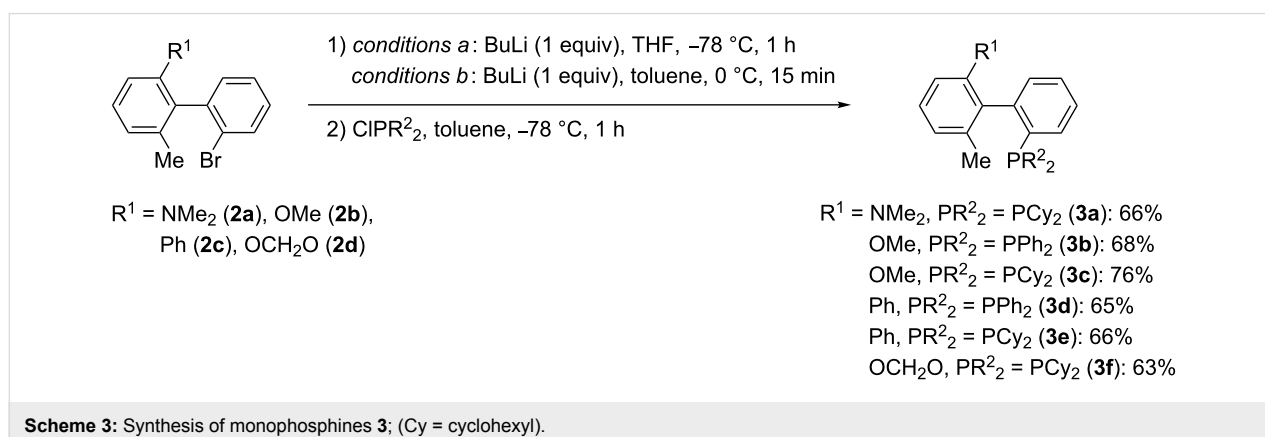 R¹
Me Br
1) conditions a: BuLi (1 equiv), THF, –78 °C, 1 h
conditions b: BuLi (1 equiv), toluene, 0 °C, 15 min
2) ClPR²₂, toluene, –78 °C, 1 h
R¹
Me PR²₂
R¹ = NMe₂ (2a), OMe (2b),
Ph (2c), OCH₂O (2d)
R¹ = NMe₂, PR²₂ = PCy₂ (3a): 66%
OMe, PR²₂ = PPh₂ (3b): 68%
OMe, PR²₂ = PCy₂ (3c): 76%
Ph, PR²₂ = PPh₂ (3d): 65%
Ph, PR²₂ = PCy₂ (3e): 66%
OCH₂O, PR²₂ = PCy₂ (3f): 63%
Scheme 3: Synthesis of monophosphines 3; (Cy = cyclohexyl).